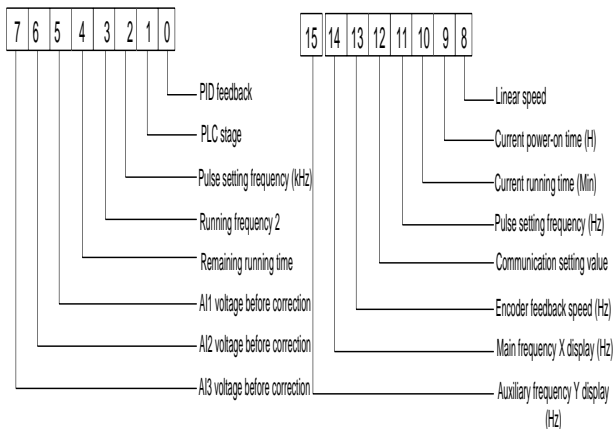 7 6 5 4 3 2 1 0
PID feedback
PLC stage
Pulse setting frequency (kHz)
Running frequency 2
Remaining running time
AI1 voltage before correction
AI2 voltage before correction
AI3 voltage before correction
15 14 13 12 11 10 9 8
Linear speed
Current power-on time (H)
Current running time (Min)
Pulse setting frequency (Hz)
Communication setting value
Encoder feedback speed (Hz)
Main frequency X display (Hz)
Auxiliary frequency Y display
(Hz)